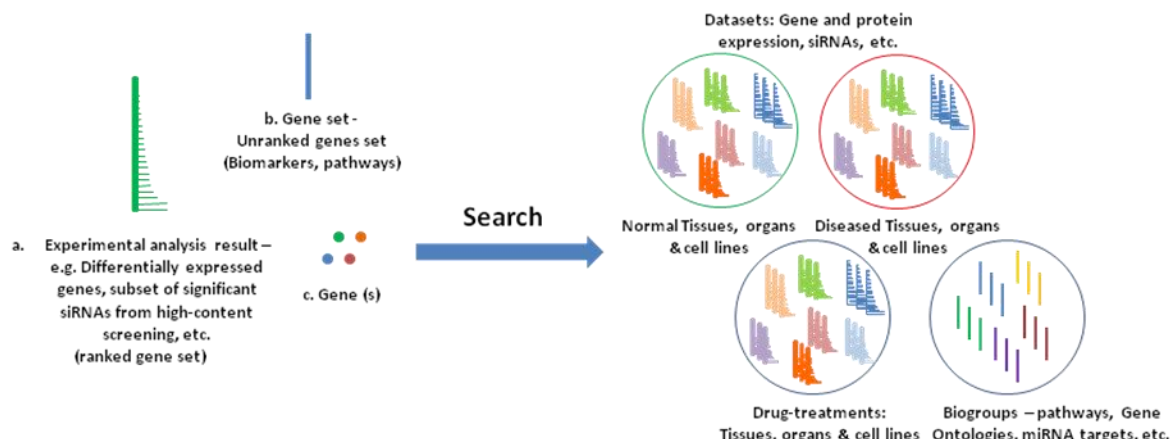 b. Gene set -
Unranked genes set
(Biomarkers, pathways)
a. Experimental analysis result –
e.g. Differentially expressed
genes, subset of significant
siRNAs from high-content
screening, etc.
(ranked gene set)
c. Gene (s)
Search
Datasets: Gene and protein
expression, siRNAs, etc.
Normal Tissues, organs
& cell lines
Diseased Tissues, organs
& cell lines
Drug-treatments:
Tissues, organs & cell lines
Biogroups – pathways, Gene
Ontologies, miRNA targets, etc.